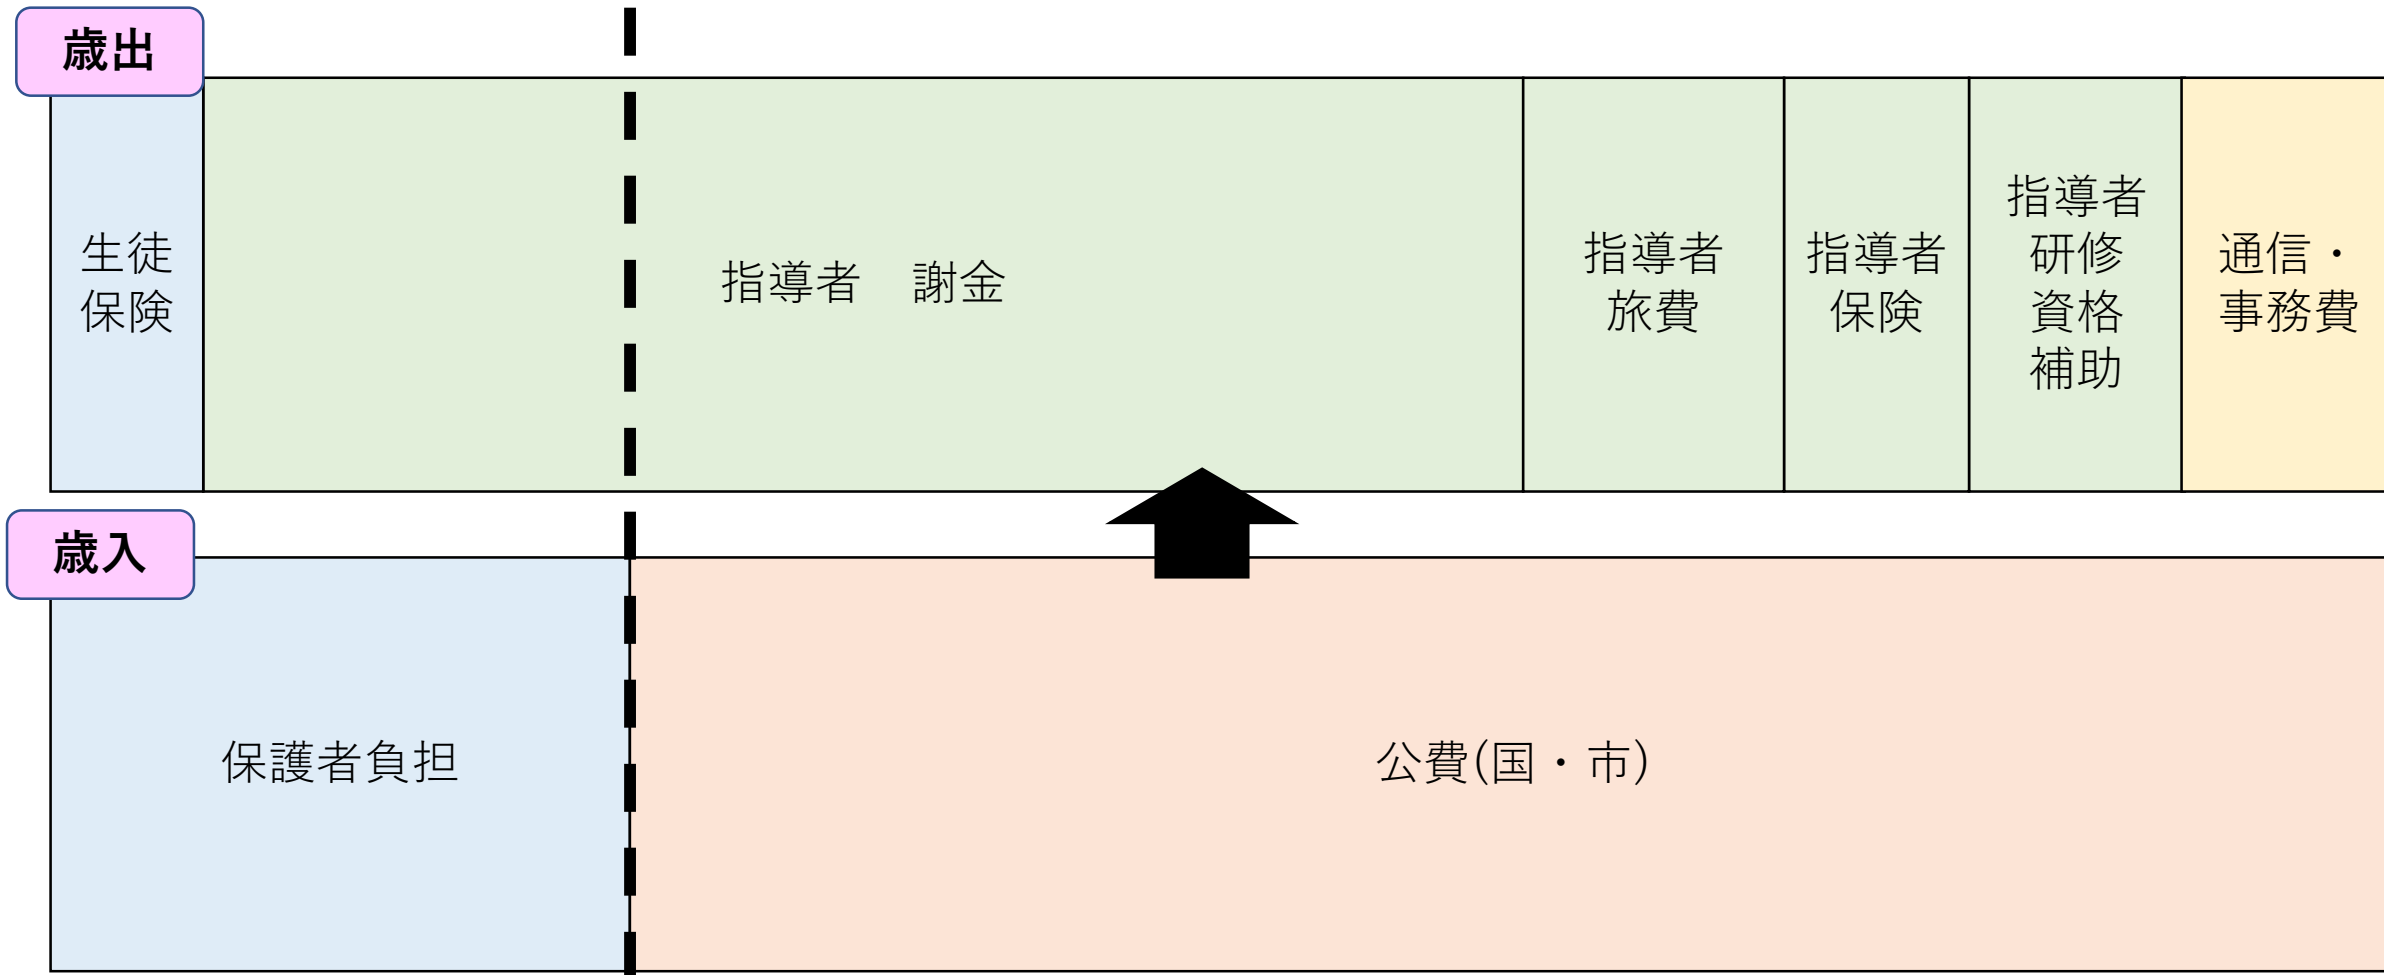 歳出
生徒
保険
指導者　謝金
指導者
旅費
指導者
保険
指導者
研修
資格
補助
通信・
事務費
歳入
保護者負担
公費(国・市)